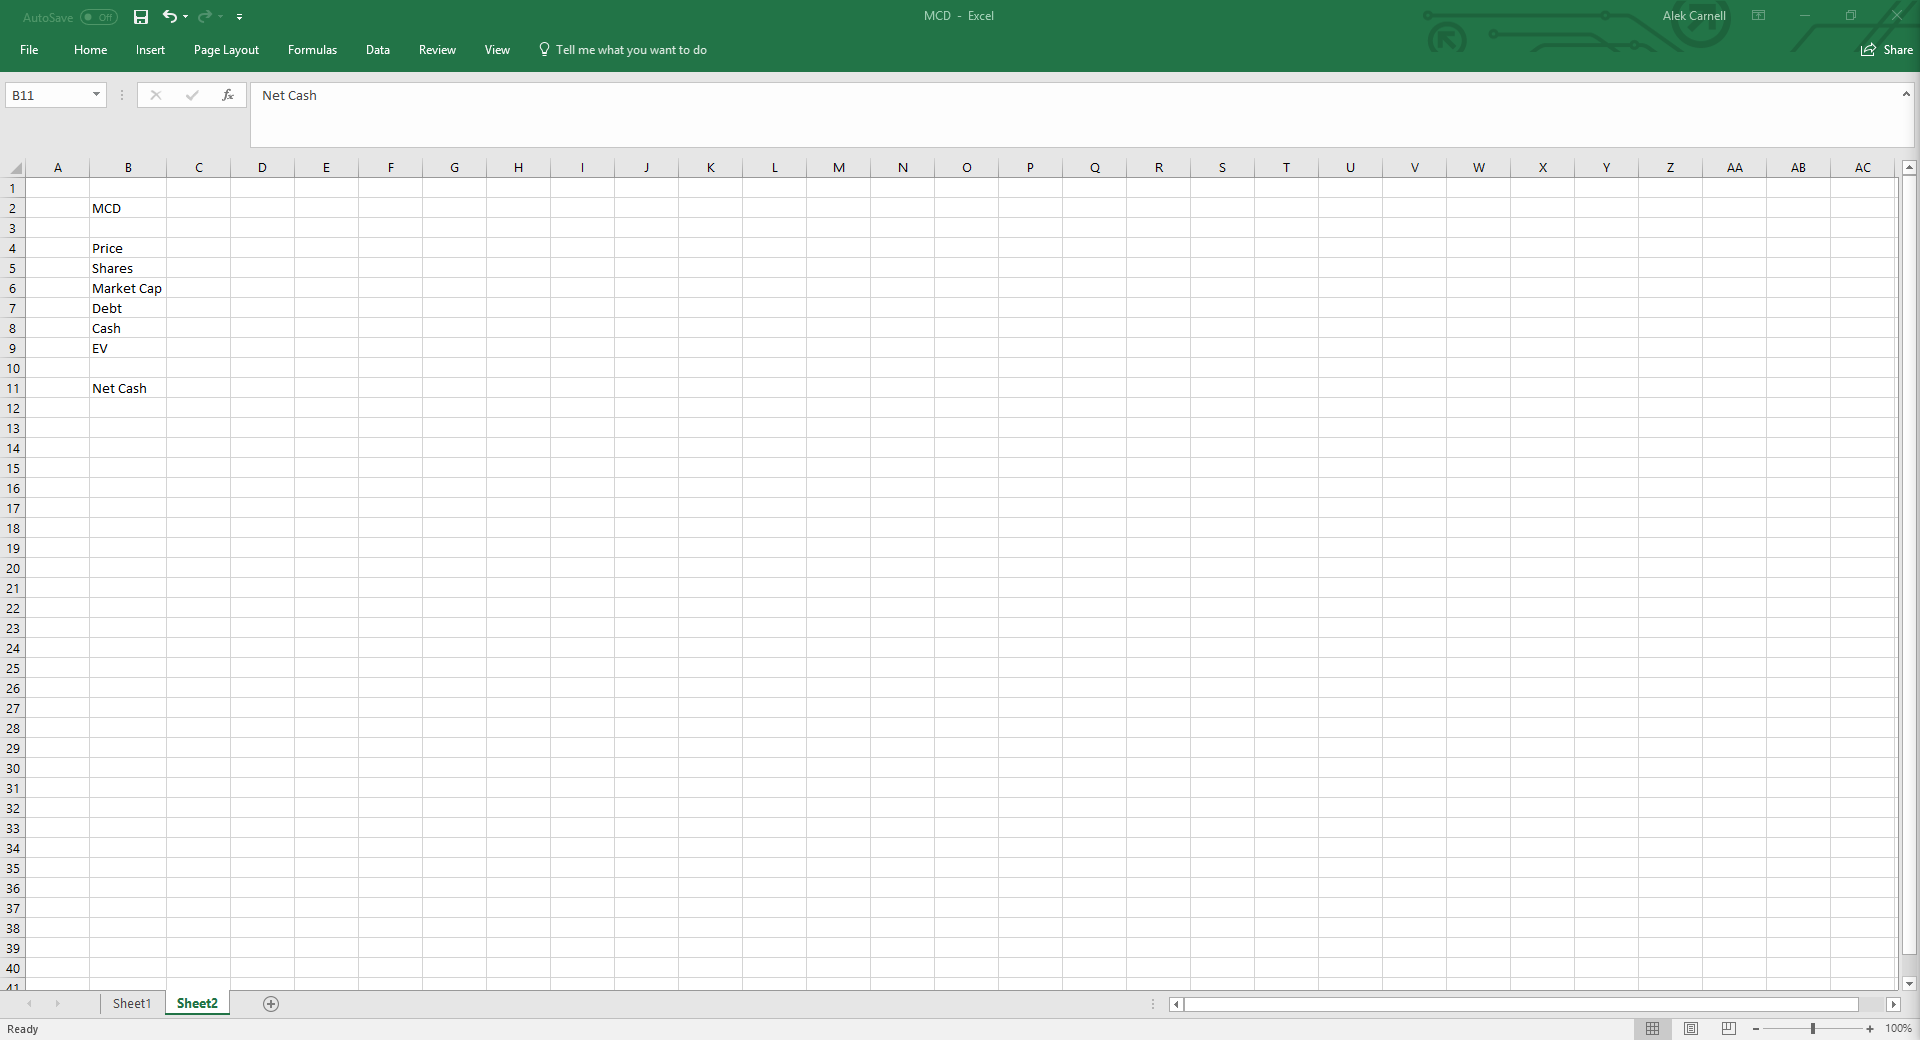 AutoSave Off MCD - Excel Alek Carnell
File Home Insert Page Layout Formulas Data Review View Tell me what you want to do Share
B11 fx Net Cash
A B C D E F G H I J K L M N O P Q R S T U V W X Y Z AA AB AC
1
2 MCD
3
4 Price
5 Shares
6 Market Cap
7 Debt
8 Cash
9 EV
10
11 Net Cash
12
13
14
15
16
17
18
19
20
21
22
23
24
25
26
27
28
29
30
31
32
33
34
35
36
37
38
39
40
41
Sheet1 Sheet2
Ready 100%